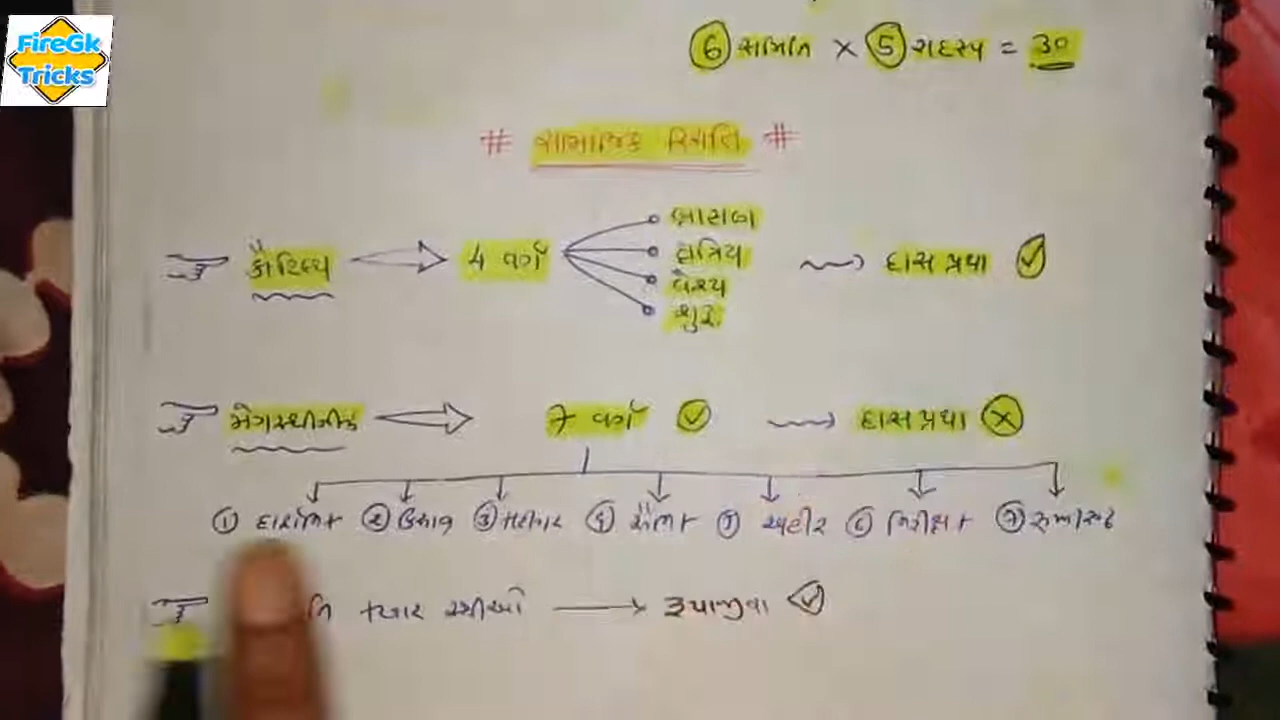 FireGk
Tricks
6 સમિતિ × 5 સદસ્ય = 30
# સામાજિક સ્થિતિ #
કૌટિલ્ય 4 વર્ગ દાસ પ્રથા
બ્રાહ્મણ
ક્ષત્રિય
વૈશ્ય
શુદ્ર
મેગસ્થનીઝ 7 વર્ગ દાસપ્રથા
1 દાર્શનિક 2 કિસાન 3 4 સૈનિક 5 અહીર 6 નિરીક્ષક 7 સભાસદ
સ્ત્રીઓ રૂપાજીવા